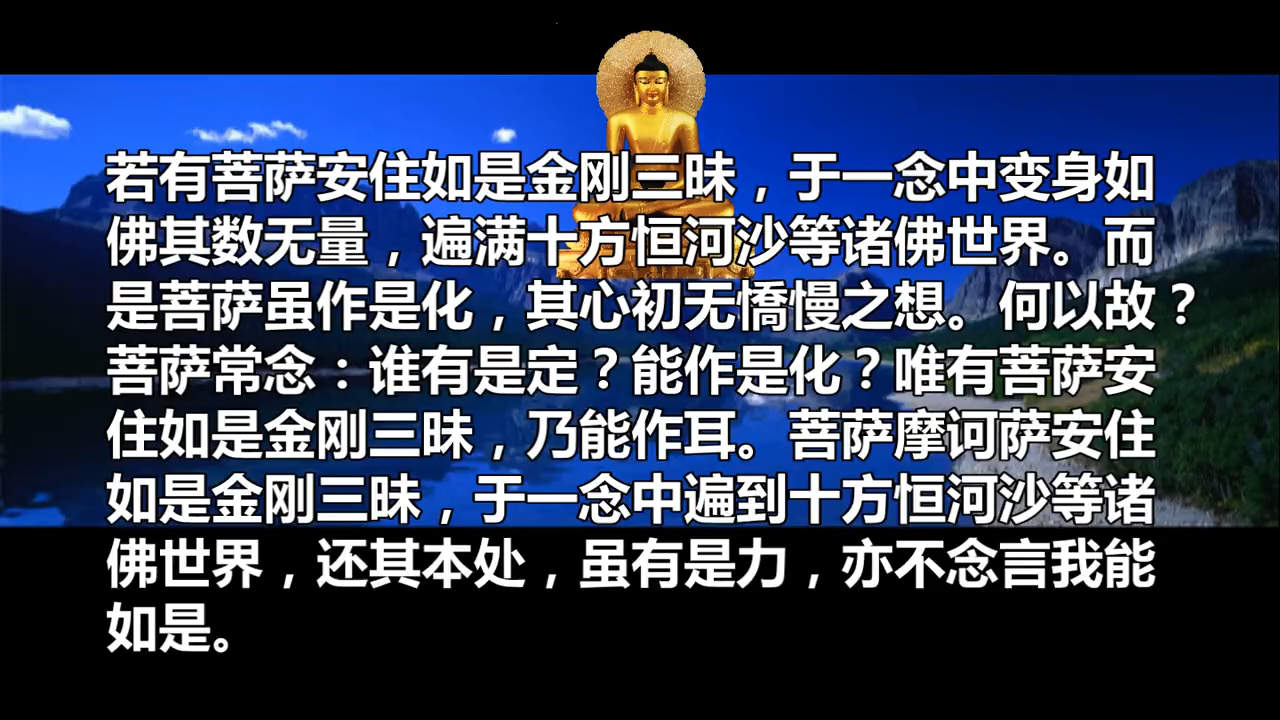 若有菩萨安住如是金刚三昧，于一念中变身如
佛其数无量，遍满十方恒河沙等诸佛世界。而
是菩萨虽作是化，其心初无憍慢之想。何以故？
菩萨常念：谁有是定？能作是化？唯有菩萨安
住如是金刚三昧，乃能作耳。菩萨摩诃萨安住
如是金刚三昧，于一念中遍到十方恒河沙等诸
佛世界，还其本处，虽有是力，亦不念言我能
如是。